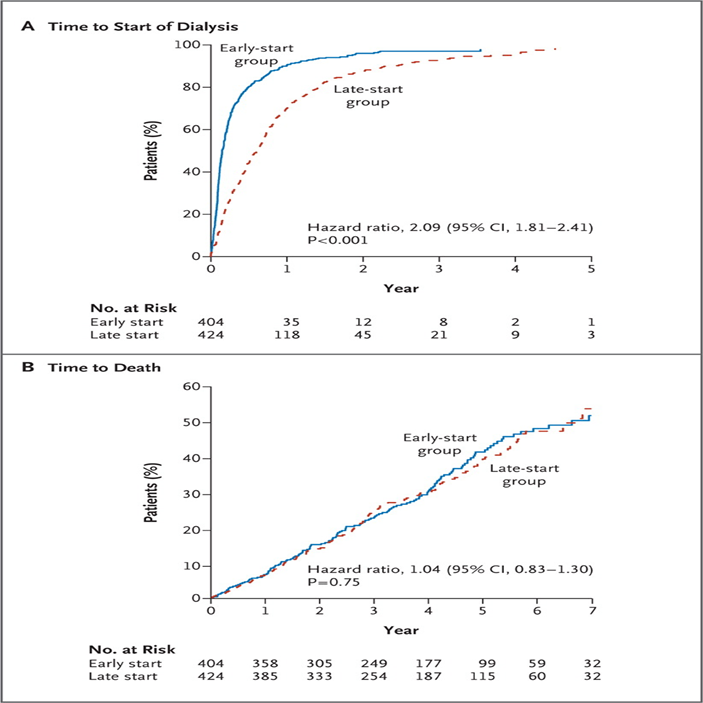 A Time to Start of Dialysis
100
80
60
40
20
0
Patients (%)
Early-start
group
Late-start
group
Hazard ratio, 2.09 (95% CI, 1.81–2.41)
P<0.001
0 1 2 3 4 5
Year
No. at Risk
Early start 404 35 12 8 2 1
Late start 424 118 45 21 9 3
B Time to Death
60
50
40
30
20
10
0
Patients (%)
Early-start
group
Late-start
group
Hazard ratio, 1.04 (95% CI, 0.83–1.30)
P=0.75
0 1 2 3 4 5 6 7
Year
No. at Risk
Early start 404 358 305 249 177 99 59 32
Late start 424 385 333 254 187 115 60 32